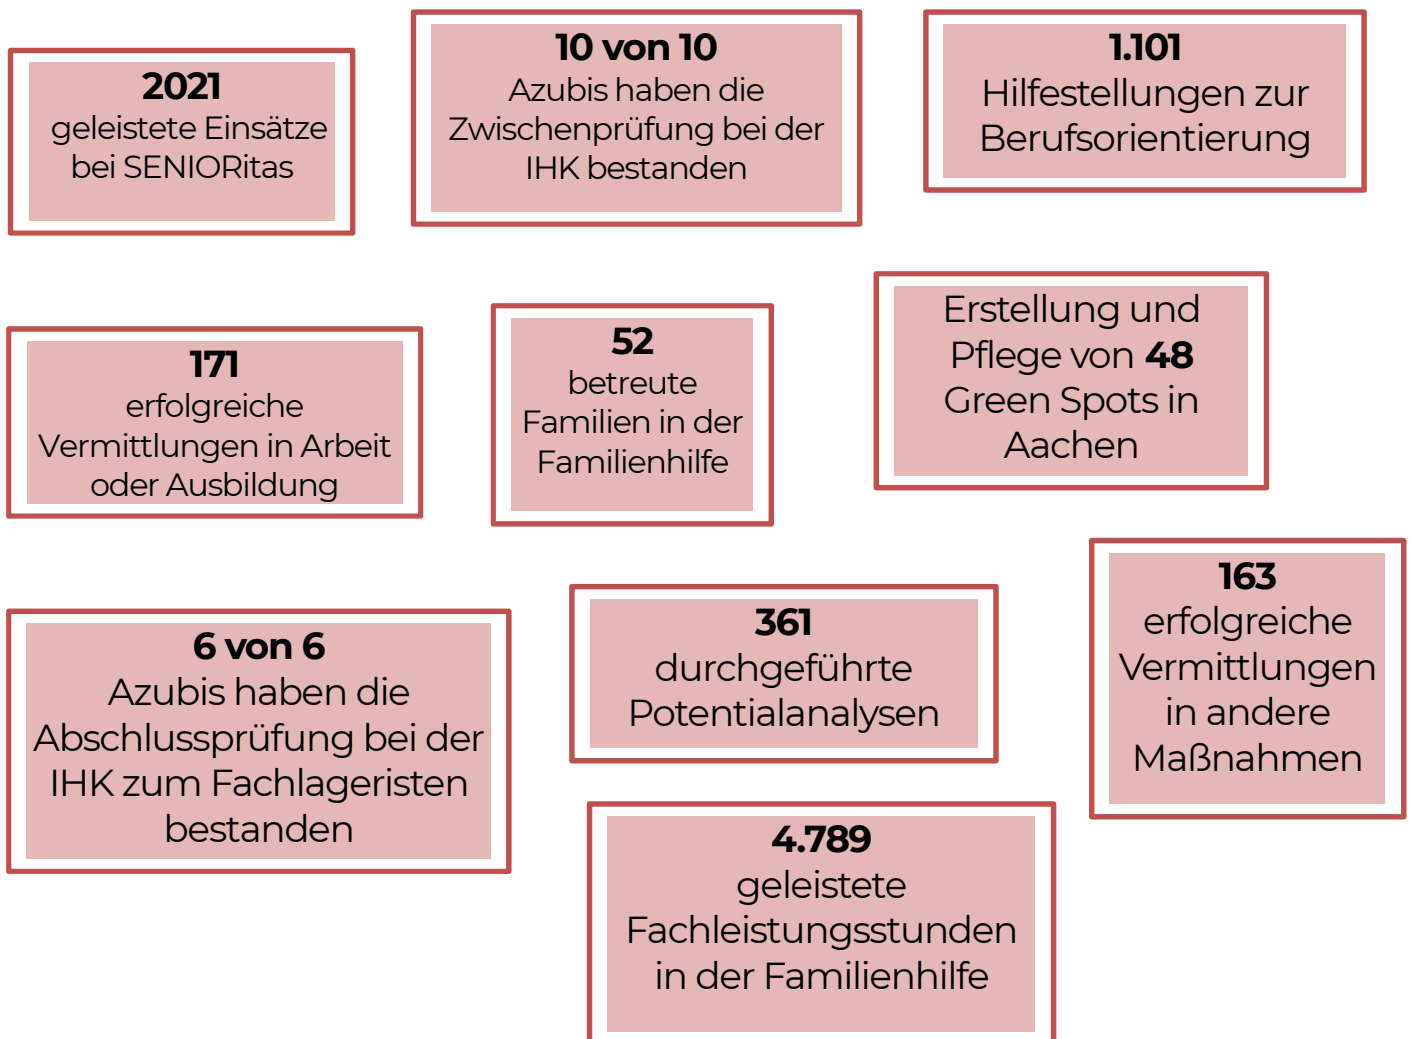 2021
geleistete Einsätze
bei SENIORitas
10 von 10
Azubis haben die
Zwischenprüfung bei der
IHK bestanden
1.101
Hilfestellungen zur
Berufsorientierung
171
erfolgreiche
Vermittlungen in Arbeit
oder Ausbildung
52
betreute
Familien in der
Familienhilfe
Erstellung und
Pflege von 48
Green Spots in
Aachen
6 von 6
Azubis haben die
Abschlussprüfung bei der
IHK zum Fachlageristen
bestanden
361
durchgeführte
Potentialanalysen
163
erfolgreiche
Vermittlungen
in andere
Maßnahmen
4.789
geleistete
Fachleistungsstunden
in der Familienhilfe